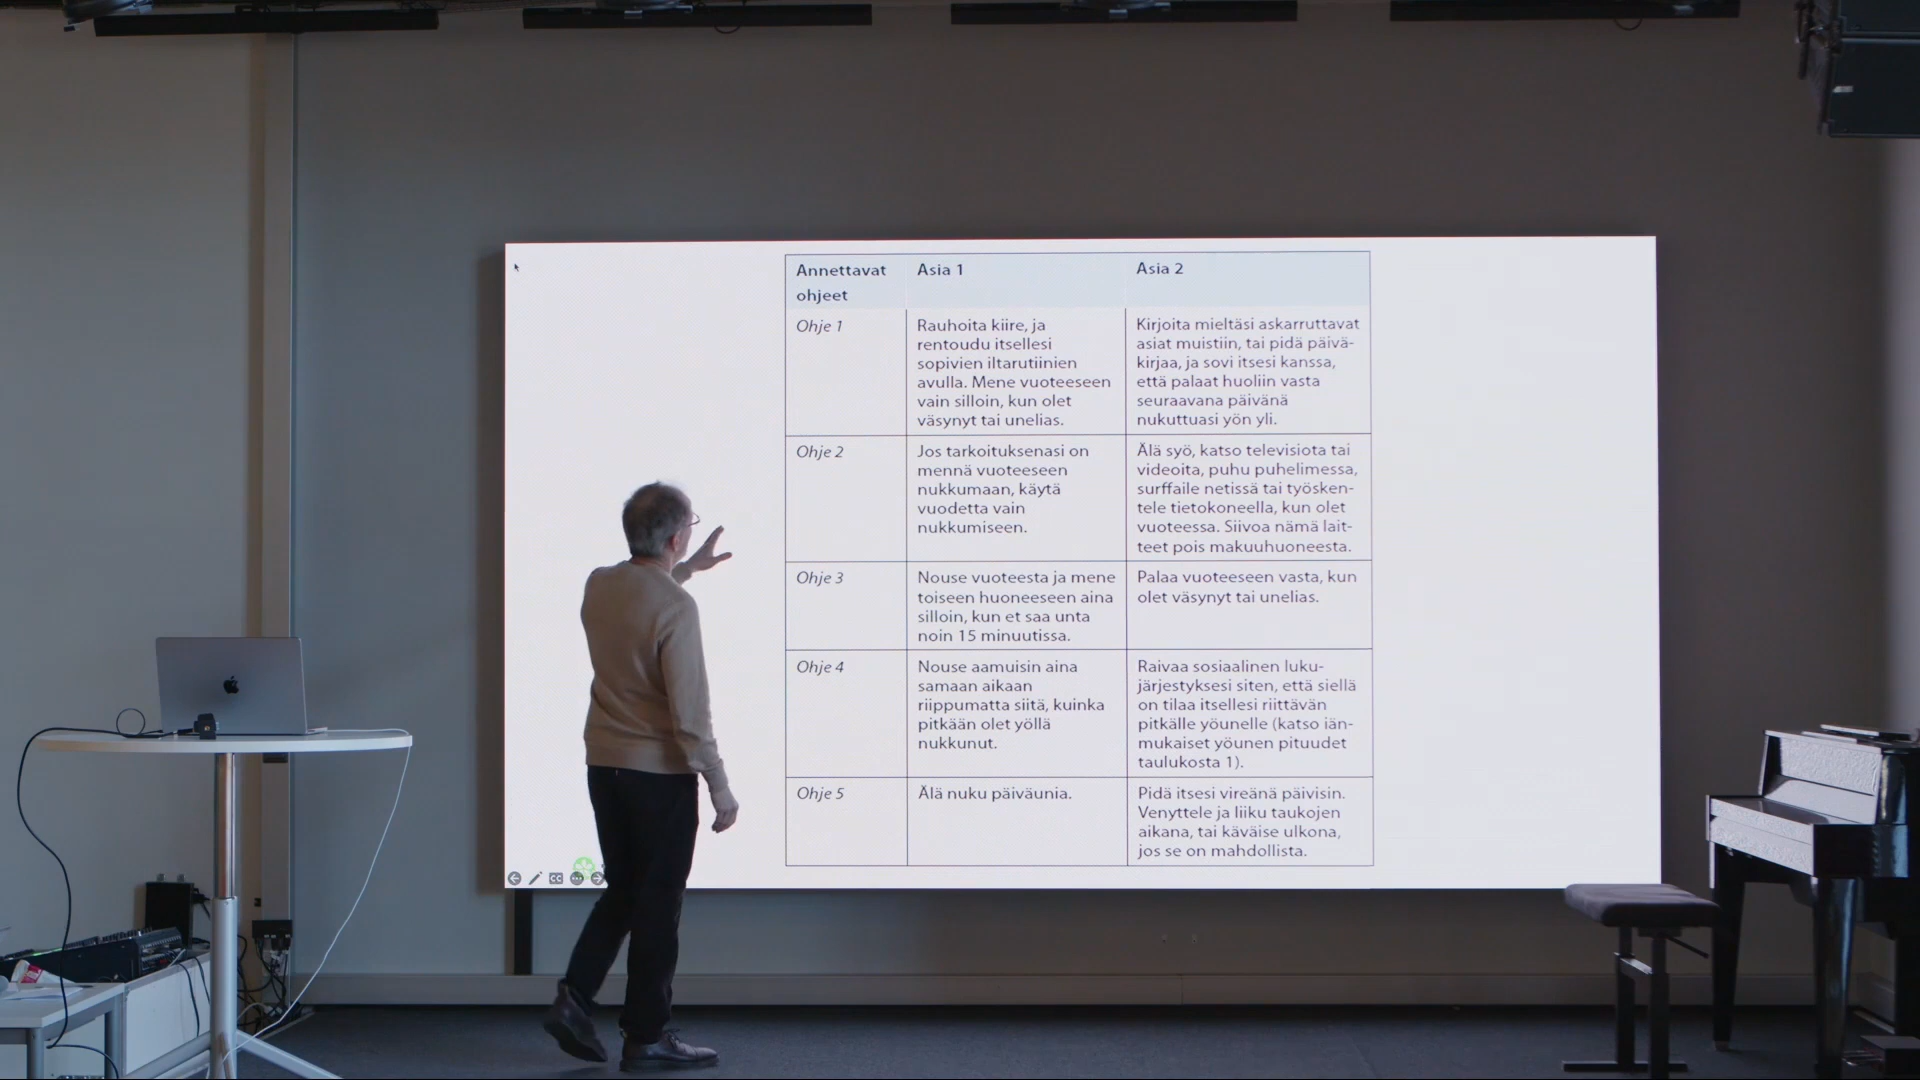 Annettavat
ohjeet
Asia 1
Asia 2
Ohje 1
Rauhoita kiire, ja
rentoudu itsellesi
sopivien iltarutiinien
avulla. Mene vuoteeseen
vain silloin, kun olet
väsynyt tai unelias.
Kirjoita mieltäsi askarruttavat
asiat muistiin, tai pidä päivä-
kirjaa, ja sovi itsesi kanssa,
että palaat huoliin vasta
seuraavana päivänä
nukuttuasi yön yli.
Ohje 2
Jos tarkoituksenasi on
mennä vuoteeseen
nukkumaan, käytä
vuodetta vain
nukkumiseen.
Älä syö, katso televisiota tai
videoita, puhu puhelimessa,
surffaile netissä tai työsken-
tele tietokoneella, kun olet
vuoteessa. Siivoa nämä lait-
teet pois makuuhuoneesta.
Ohje 3
Nouse vuoteesta ja mene
toiseen huoneeseen aina
silloin, kun et saa unta
noin 15 minuutissa.
Palaa vuoteeseen vasta, kun
olet väsynyt tai unelias.
Ohje 4
Nouse aamuisin aina
samaan aikaan
riippumatta siitä, kuinka
pitkään olet yöllä
nukkunut.
Raivaa sosiaalinen luku-
järjestyksesi siten, että siellä
on tilaa itsellesi riittävän
pitkälle yöunelle (katso iän-
mukaiset yöunen pituudet
taulukosta 1).
Ohje 5
Älä nuku päiväunia.
Pidä itsesi vireänä päivisin.
Venyttele ja liiku taukojen
aikana, tai käväise ulkona,
jos se on mahdollista.
CC